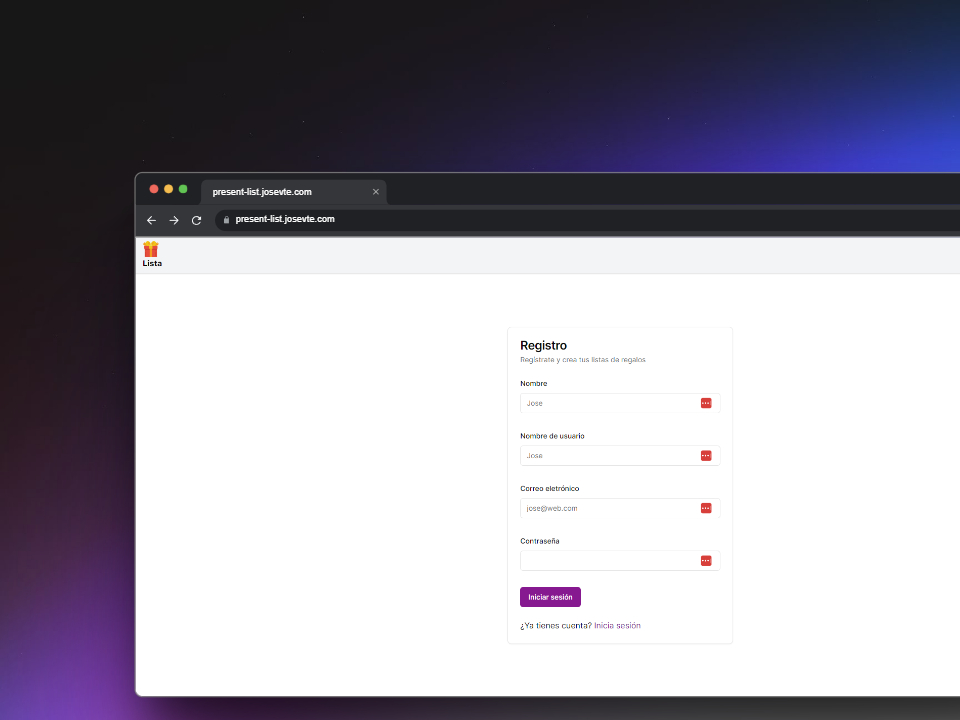 present-list.josevte.com
present-list.josevte.com
Lista
Registro
Regístrate y crea tus listas de regalos
Nombre
Jose
Nombre de usuario
Jose
Correo eletrónico
jose@web.com
Contraseña
Iniciar sesión
¿Ya tienes cuenta? Inicia sesión